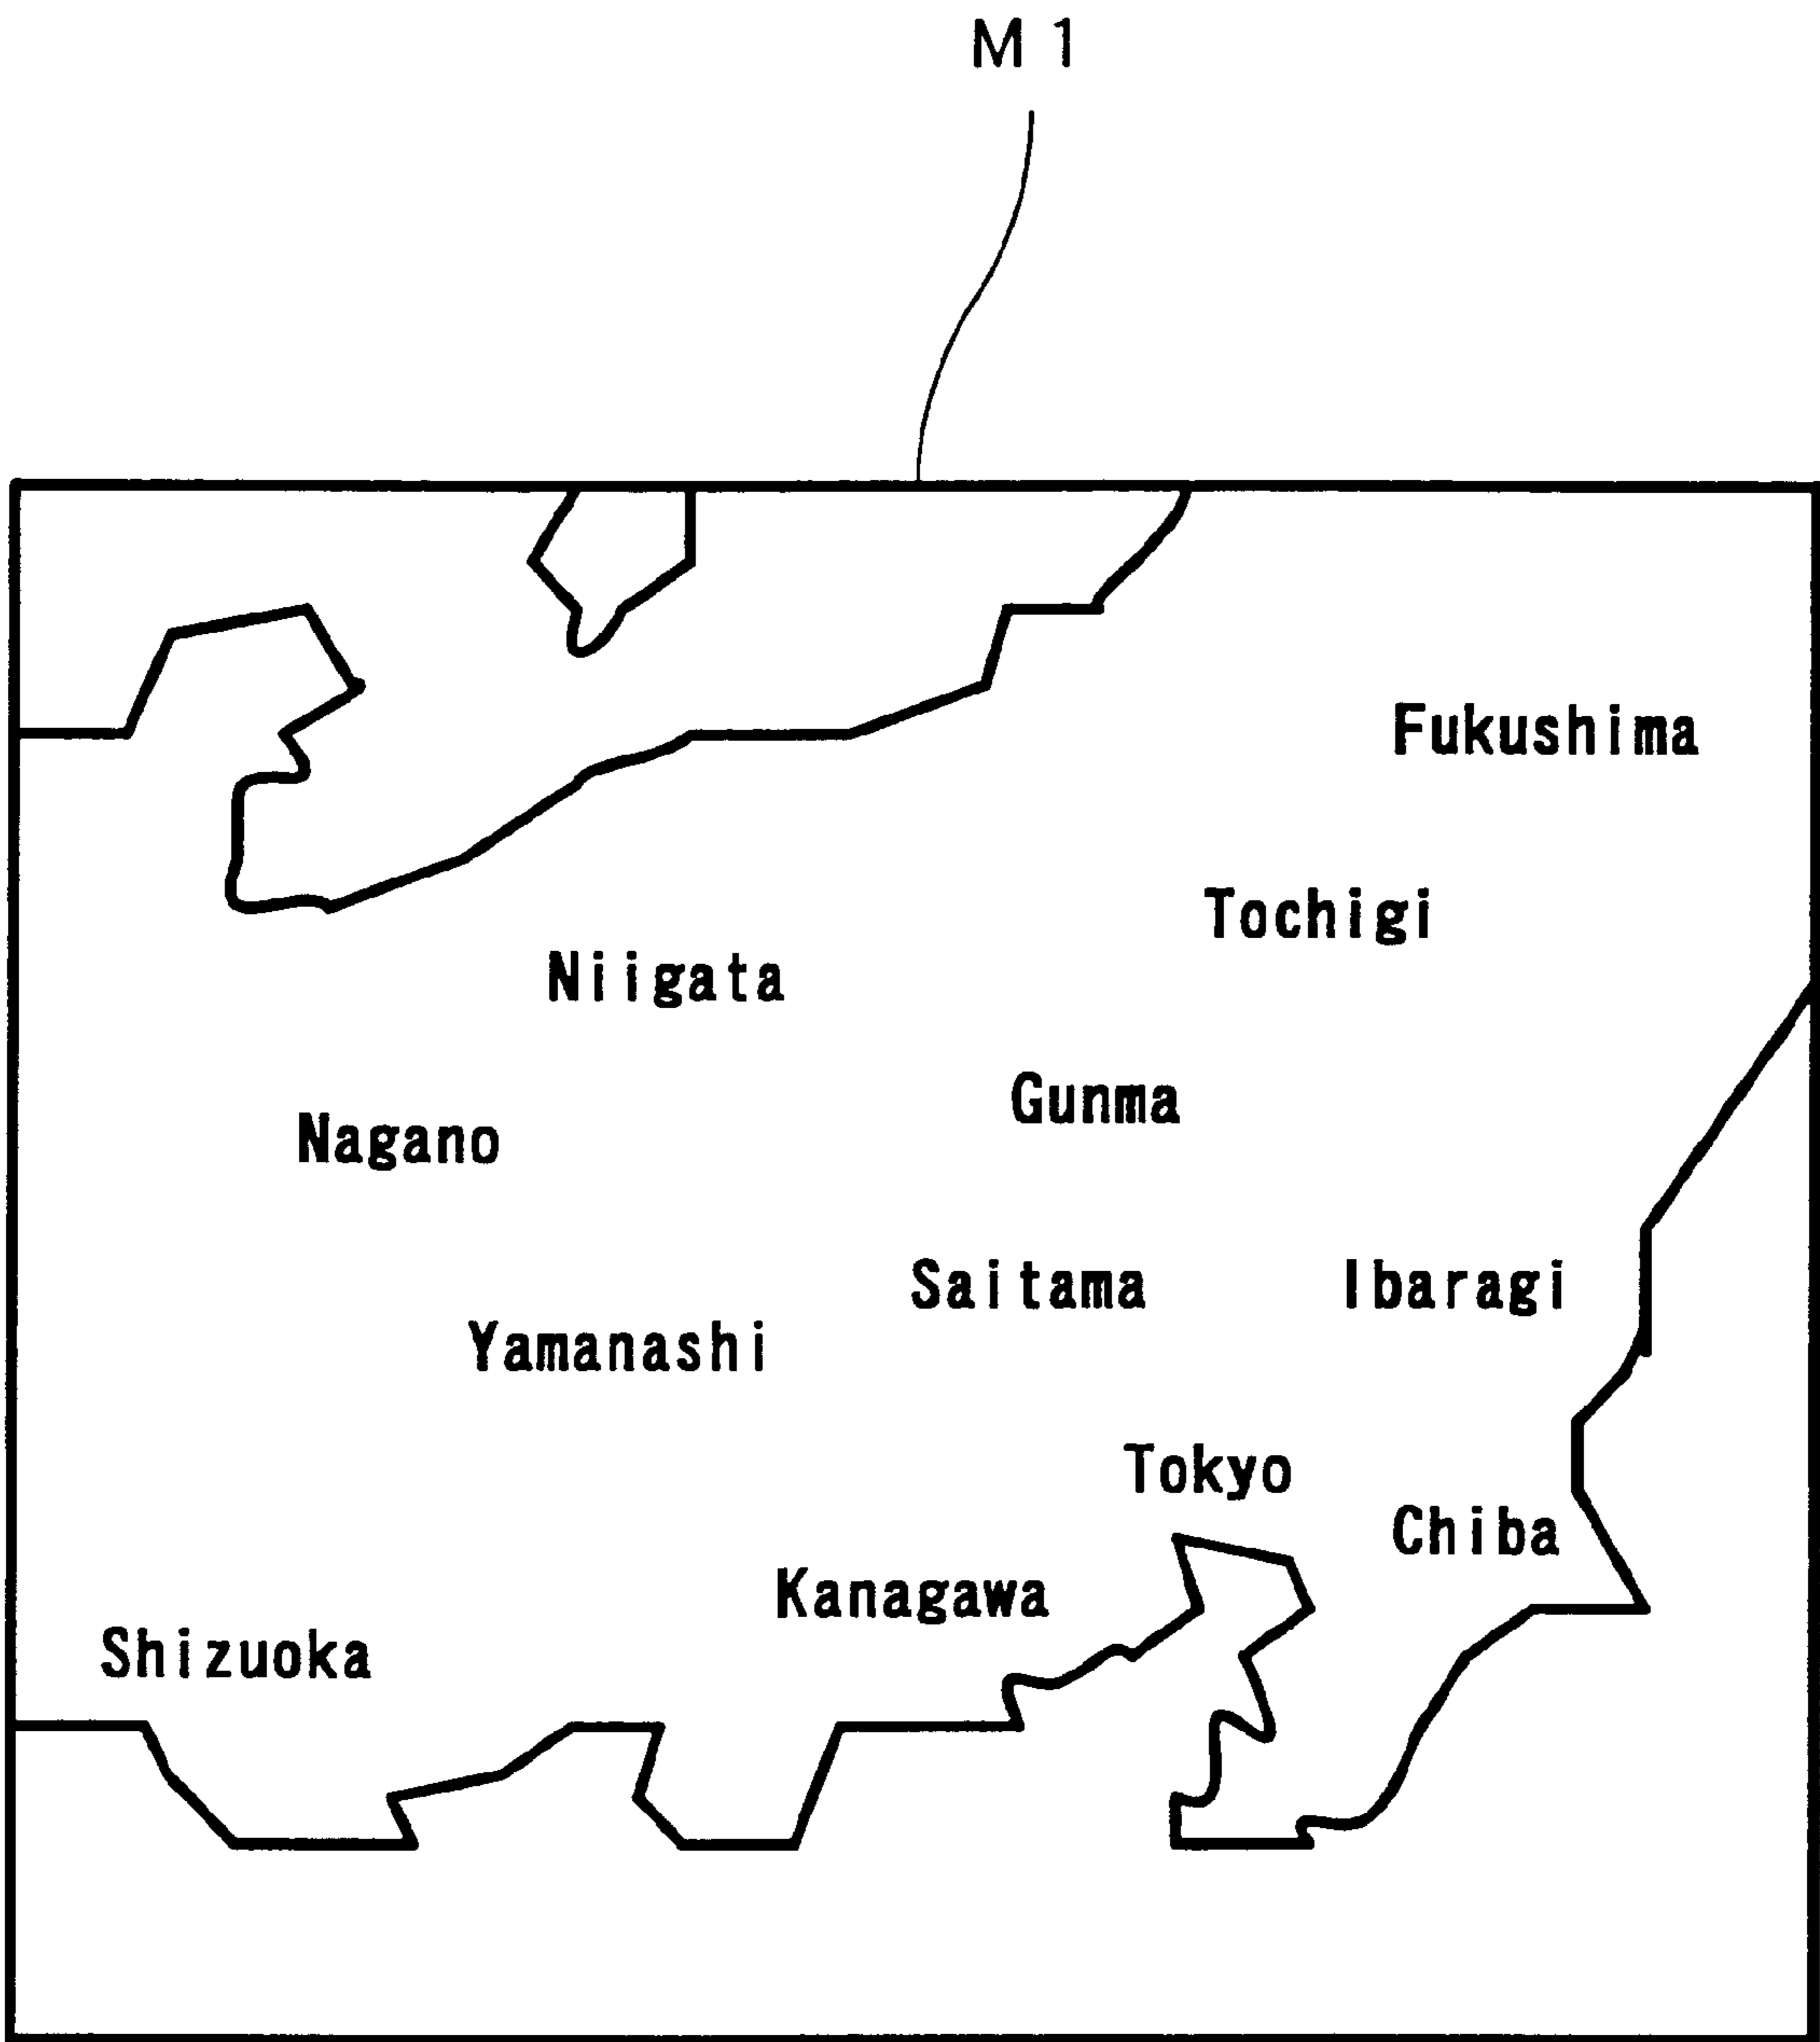 M1
Fukushima
Tochigi
Niigata
Gunma
Nagano
Saitama
Ibaragi
Yamanashi
Tokyo
Chiba
Kanagawa
Shizuoka